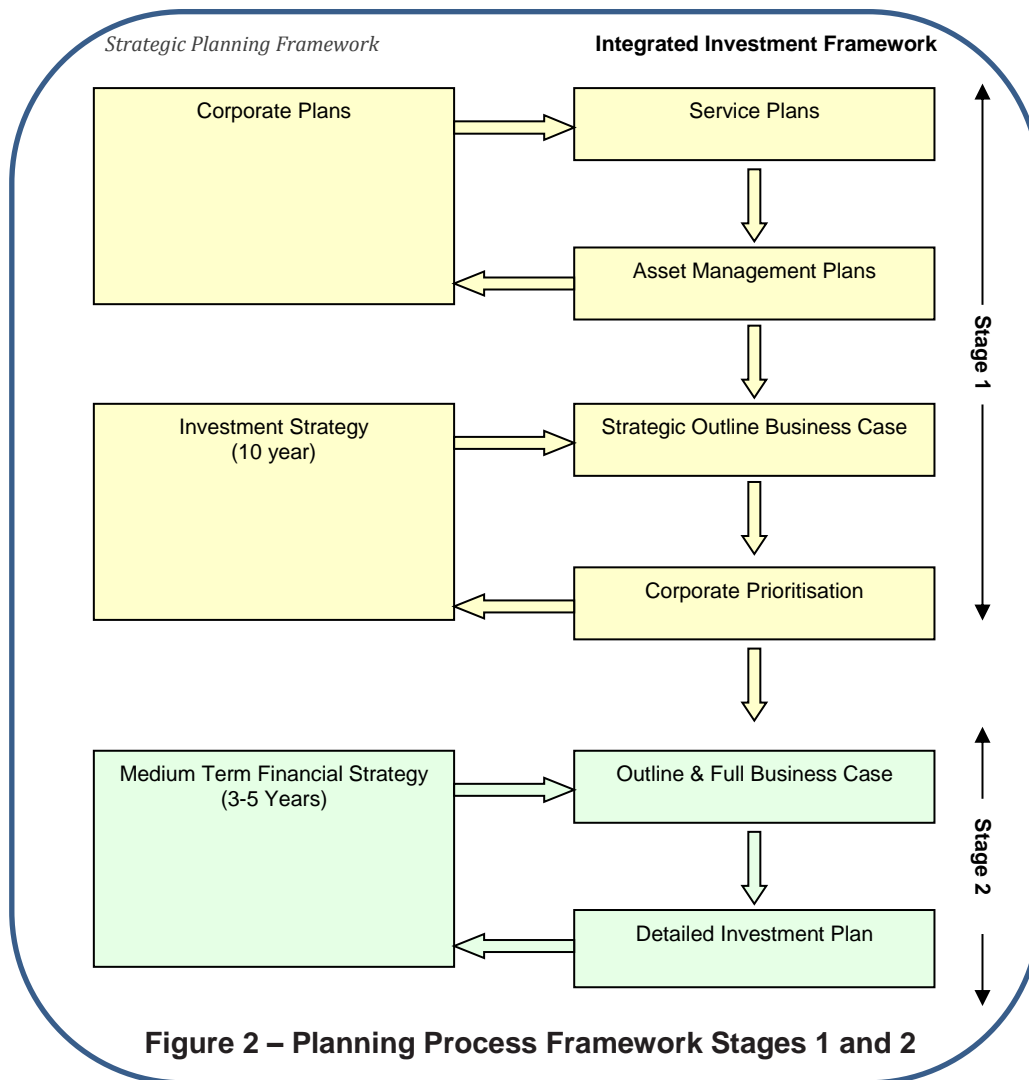 Strategic Planning Framework
Integrated Investment Framework
Corporate Plans
Service Plans
Asset Management Plans
Stage 1
Investment Strategy
(10 year)
Strategic Outline Business Case
Corporate Prioritisation
Medium Term Financial Strategy
(3-5 Years)
Outline & Full Business Case
Stage 2
Detailed Investment Plan
Figure 2 – Planning Process Framework Stages 1 and 2